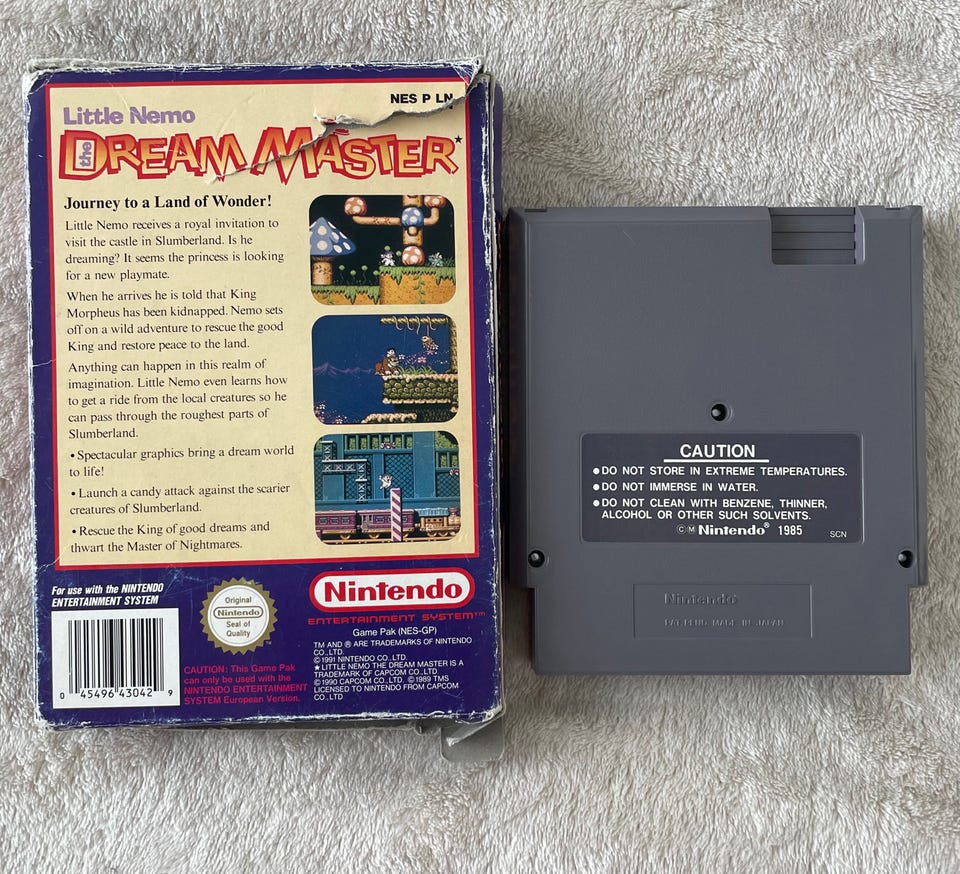 NES P LN
Little Nemo
the DREAM MASTER★
Journey to a Land of Wonder!
Little Nemo receives a royal invitation to
visit the castle in Slumberland. Is he
dreaming? It seems the princess is looking
for a new playmate.
When he arrives he is told that King
Morpheus has been kidnapped. Nemo sets
off on a wild adventure to rescue the good
King and restore peace to the land.
Anything can happen in this realm of
imagination. Little Nemo even learns how
to get a ride from the local creatures so he
can pass through the roughest parts of
Slumberland.
• Spectacular graphics bring a dream world
to life!
• Launch a candy attack against the scarier
creatures of Slumberland.
• Rescue the King of good dreams and
thwart the Master of Nightmares.
For use with the NINTENDO
ENTERTAINMENT SYSTEM
0 45496 43042 9
Original
Nintendo
Seal of
Quality
CAUTION: This Game Pak
can only be used with the
NINTENDO ENTERTAINMENT
SYSTEM European Version.
Nintendo®
ENTERTAINMENT SYSTEM™
Game Pak (NES-GP)
TM AND ® ARE TRADEMARKS OF NINTENDO
CO., LTD.
© 1991 NINTENDO CO., LTD.
★ LITTLE NEMO THE DREAM MASTER IS A
TRADEMARK OF CAPCOM CO., LTD.
© 1990 CAPCOM CO., LTD. © 1989 TMS
LICENSED TO NINTENDO FROM CAPCOM
CO., LTD
CAUTION
● DO NOT STORE IN EXTREME TEMPERATURES.
● DO NOT IMMERSE IN WATER.
● DO NOT CLEAN WITH BENZENE, THINNER,
ALCOHOL OR OTHER SUCH SOLVENTS.
©Ⓜ Nintendo® 1985
SCN
Nintendo®
PAT. PEND. MADE IN JAPAN